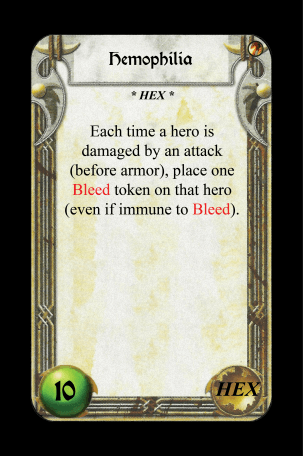 Hemophilia
* HEX *
Each time a hero is
damaged by an attack
(before armor), place one
Bleed token on that hero
(even if immune to Bleed).
10
HEX